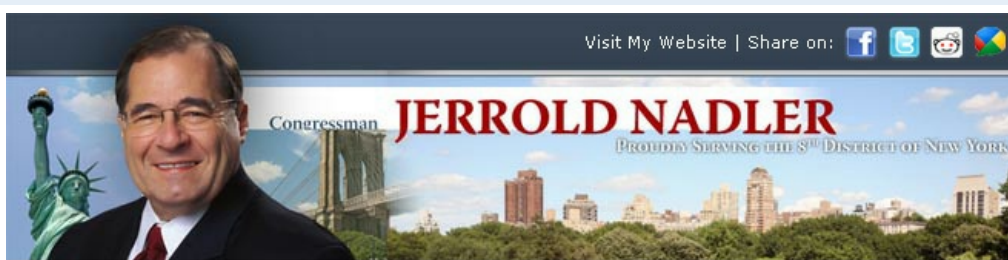 Visit My Website | Share on:
Congressman JERROLD NADLER
PROUDLY SERVING THE 8TH DISTRICT OF NEW YORK